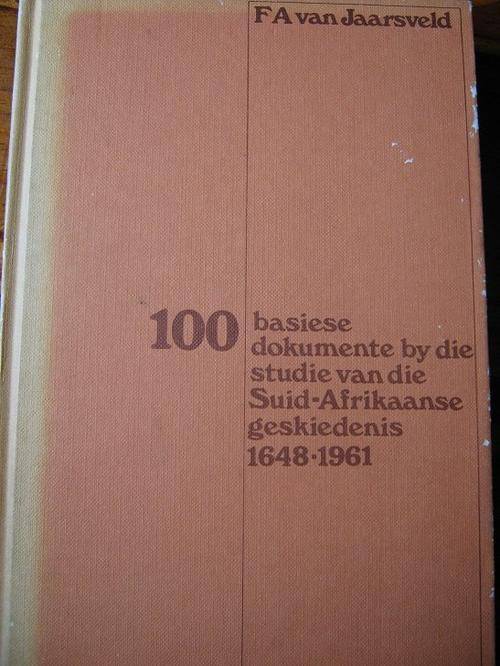 F A van Jaarsveld
100 basiese
dokumente by die
studie van die
Suid-Afrikaanse
geskiedenis
1648·1961